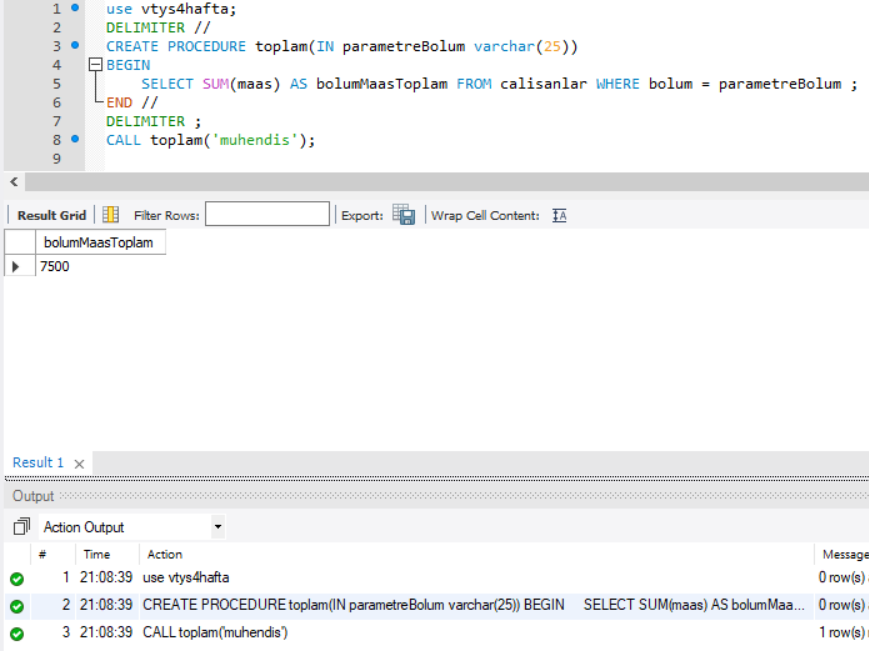 1 use vtys4hafta;
2 DELIMITER //
3 CREATE PROCEDURE toplam(IN parametreBolum varchar(25))
4 BEGIN
5 SELECT SUM(maas) AS bolumMaasToplam FROM calisanlar WHERE bolum = parametreBolum ;
6 END //
7 DELIMITER ;
8 CALL toplam('muhendis');
9
Result Grid Filter Rows: Export: Wrap Cell Content: IA
bolumMaasToplam
7500
Result 1 ×
Output
Action Output
# Time Action Message
1 21:08:39 use vtys4hafta 0 row(s)
2 21:08:39 CREATE PROCEDURE toplam(IN parametreBolum varchar(25)) BEGIN SELECT SUM(maas) AS bolumMaa... 0 row(s)
3 21:08:39 CALL toplam('muhendis') 1 row(s)